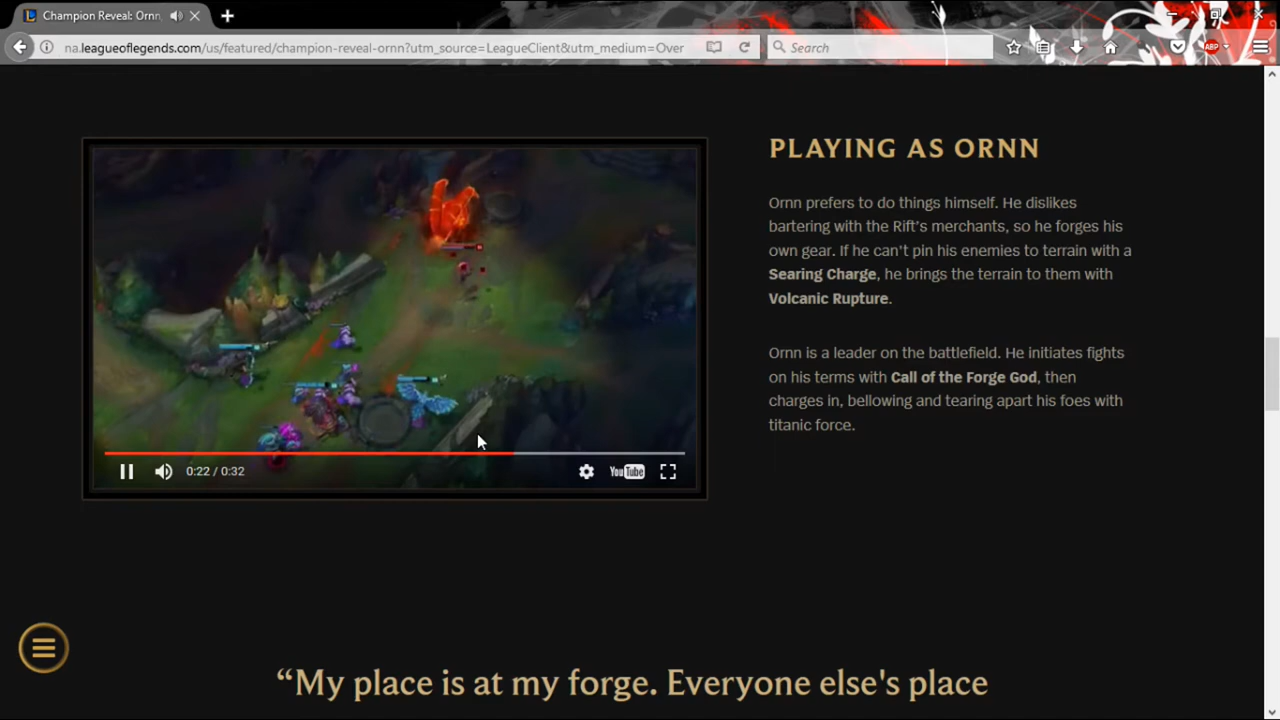 Champion Reveal: Ornn,
na.leagueoflegends.com/us/featured/champion-reveal-ornn?utm_source=LeagueClient&utm_medium=Over
Search
ABP
PLAYING AS ORNN
Ornn prefers to do things himself. He dislikes
bartering with the Rift's merchants, so he forges his
own gear. If he can't pin his enemies to terrain with a
Searing Charge, he brings the terrain to them with
Volcanic Rupture.
Ornn is a leader on the battlefield. He initiates fights
on his terms with Call of the Forge God, then
charges in, bellowing and tearing apart his foes with
titanic force.
0:22 / 0:32
YouTube
“My place is at my forge. Everyone else's place